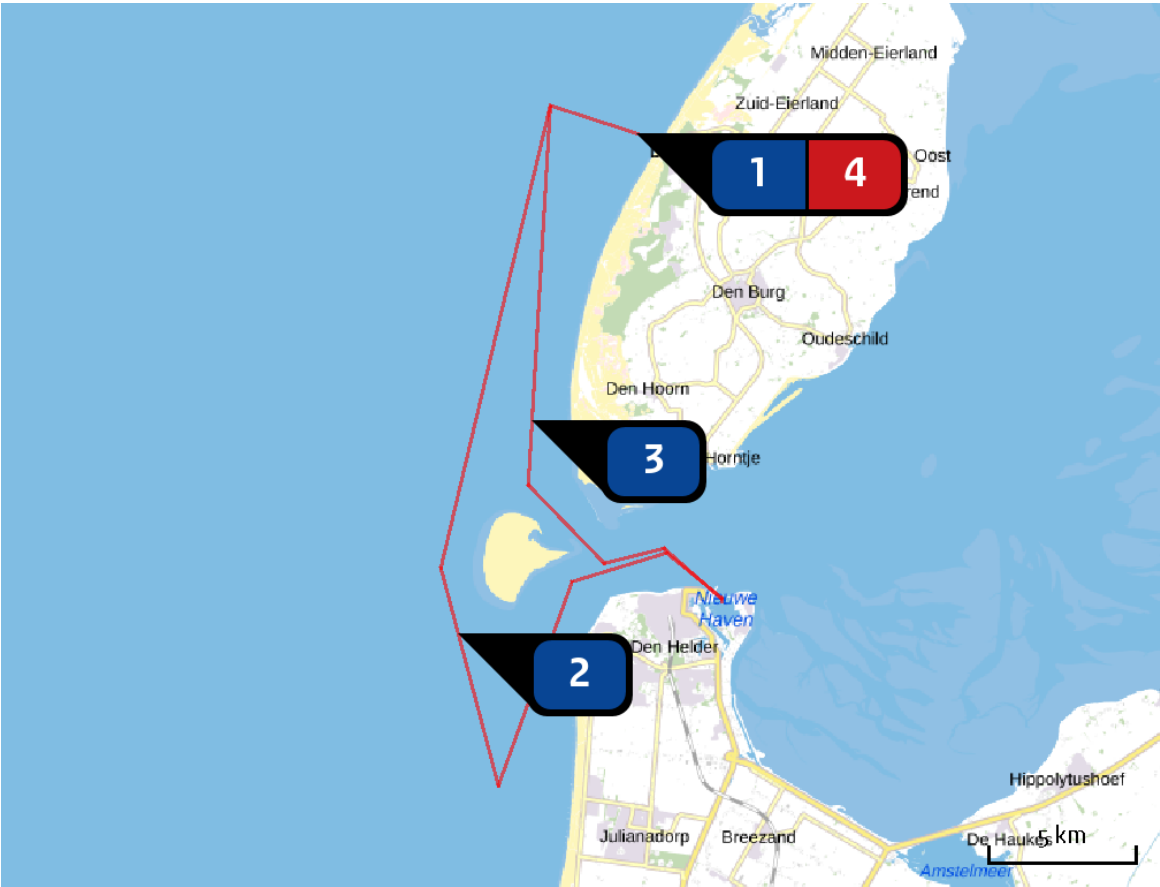 Midden-Eierland
Zuid-Eierland
1
4
Oost
rend
Den Burg
Oudeschild
Den Hoorn
3
Horntje
Nieuwe
Haven
2
Den Helder
Hippolytushoef
Julianadorp
Breezand
5 km
Amstelmeer